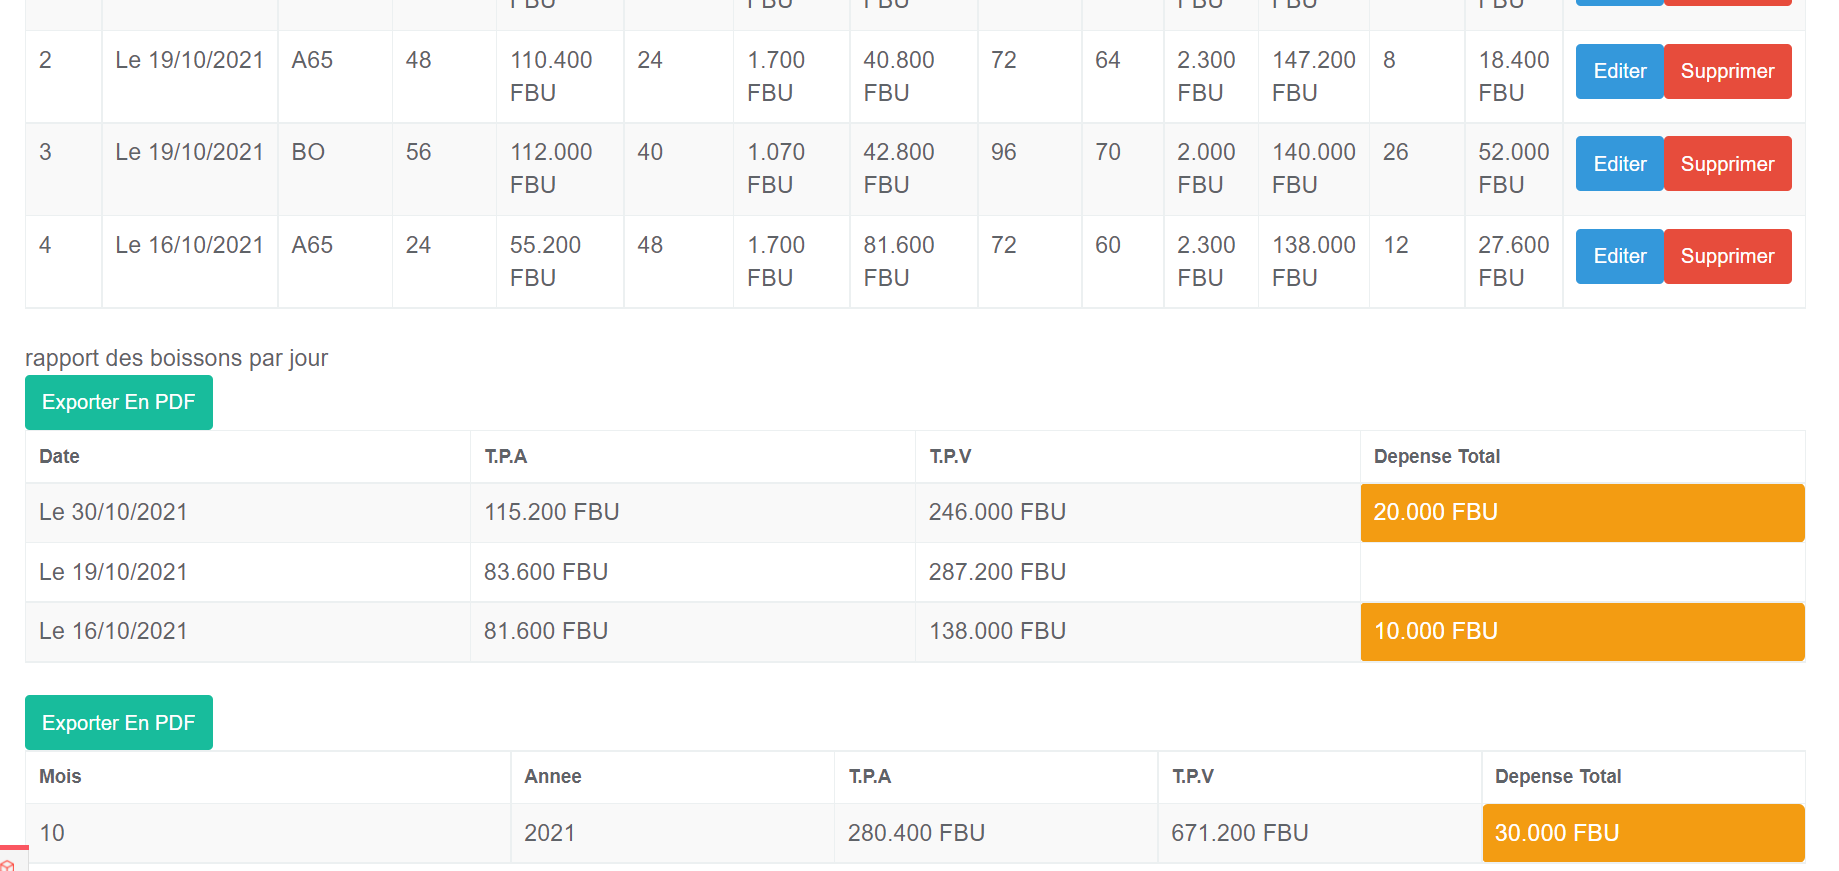 FBU FBU FBU FBU FBU FBU
2 Le 19/10/2021 A65 48 110.400 FBU 24 1.700 FBU 40.800 FBU 72 64 2.300 FBU 147.200 FBU 8 18.400 FBU Editer Supprimer
3 Le 19/10/2021 BO 56 112.000 FBU 40 1.070 FBU 42.800 FBU 96 70 2.000 FBU 140.000 FBU 26 52.000 FBU Editer Supprimer
4 Le 16/10/2021 A65 24 55.200 FBU 48 1.700 FBU 81.600 FBU 72 60 2.300 FBU 138.000 FBU 12 27.600 FBU Editer Supprimer
rapport des boissons par jour
Exporter En PDF
Date T.P.A T.P.V Depense Total
Le 30/10/2021 115.200 FBU 246.000 FBU 20.000 FBU
Le 19/10/2021 83.600 FBU 287.200 FBU
Le 16/10/2021 81.600 FBU 138.000 FBU 10.000 FBU
Exporter En PDF
Mois Annee T.P.A T.P.V Depense Total
10 2021 280.400 FBU 671.200 FBU 30.000 FBU